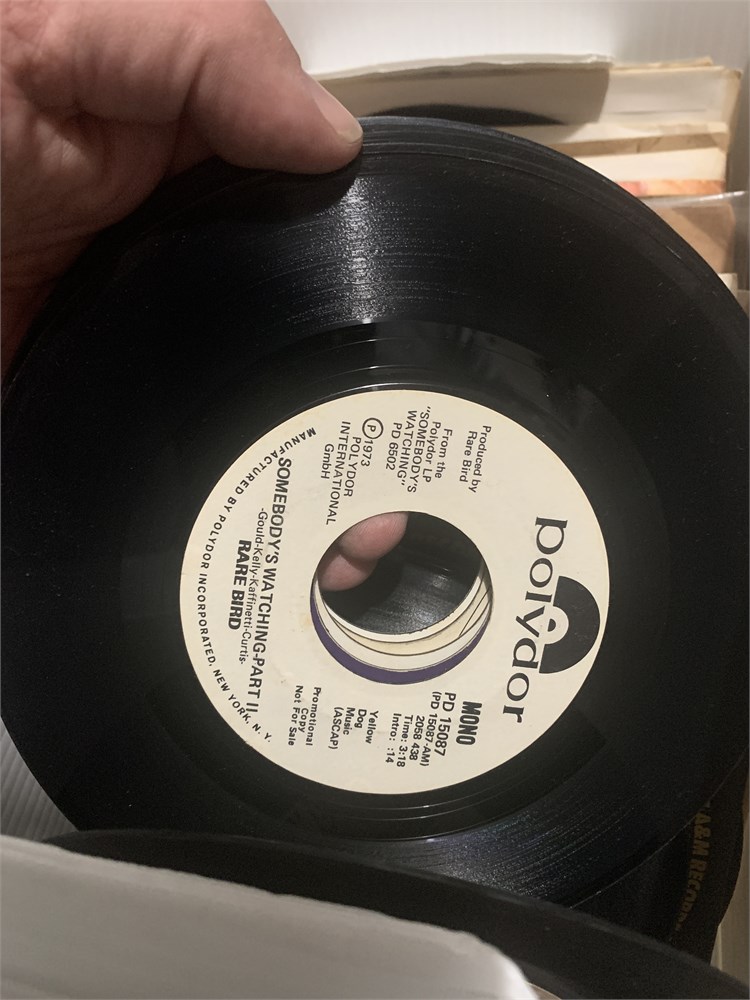 polydor
Produced by
Rare Bird
From the
Polydor LP
"SOMEBODY'S
WATCHING"
PD 6502
Ⓟ1973
POLYDOR
INTERNATIONAL
GmbH
MONO
PD 15087
(PD 15087-AM)
2058 438
Time: 3:18
Intro: :14
Yellow
Dog
Music
(ASCAP)
Promotional
Copy
Not For Sale
SOMEBODY'S WATCHING-PART II
-Gould-Kelly-Kaffinetti-Curtis-
RARE BIRD
MANUFACTURED BY POLYDOR INCORPORATED, NEW YORK, N. Y.
A&M RECORDS